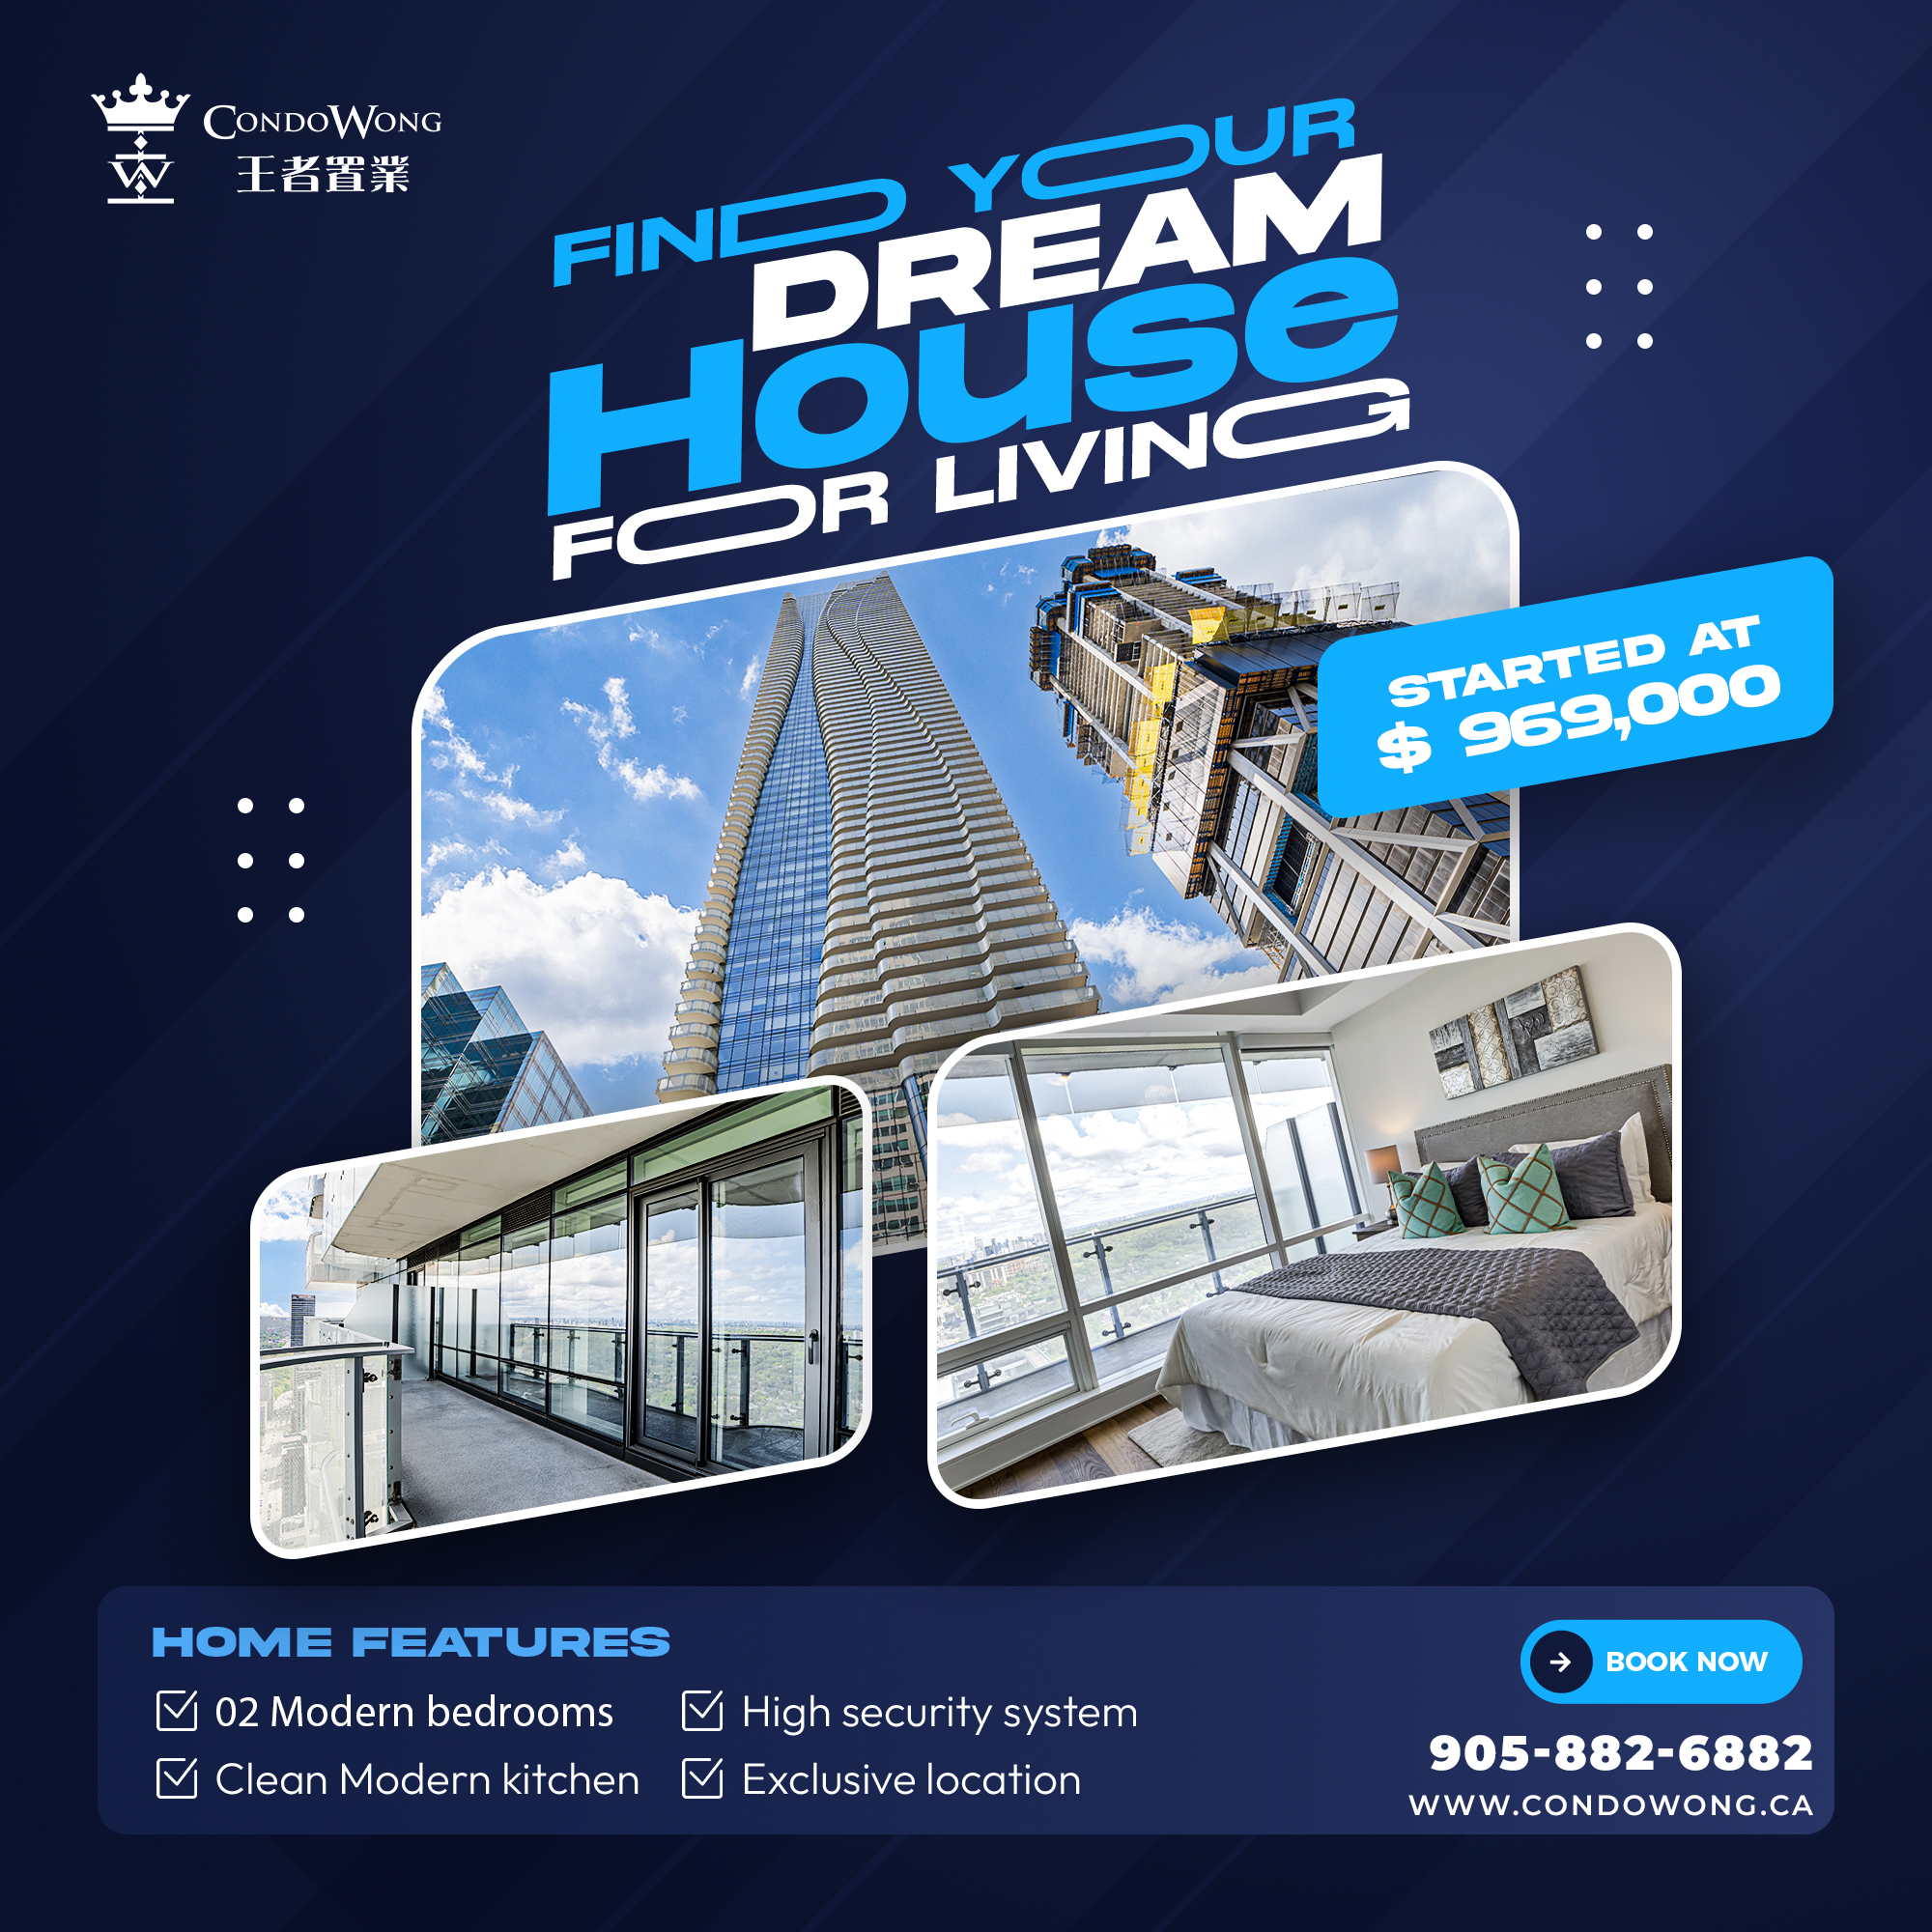 CONDOWONG
王者置業
W
FIND YOUR
DREAM
House
FOR LIVING
STARTED AT
$ 969,000
HOME FEATURES
02 Modern bedrooms
High security system
Clean Modern kitchen
Exclusive location
BOOK NOW
905-882-6882
WWW.CONDOWONG.CA